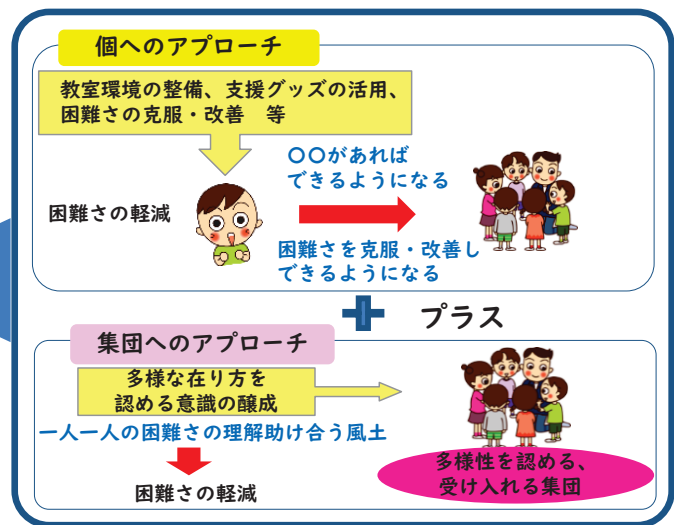 個へのアプローチ
教室環境の整備、支援グッズの活用、
困難さの克服・改善 等
〇〇があれば
できるようになる
困難さの軽減
困難さを克服・改善し
できるようになる
プラス
集団へのアプローチ
多様な在り方を
認める意識の醸成
一人一人の困難さの理解助け合う風土
困難さの軽減
多様性を認める、
受け入れる集団